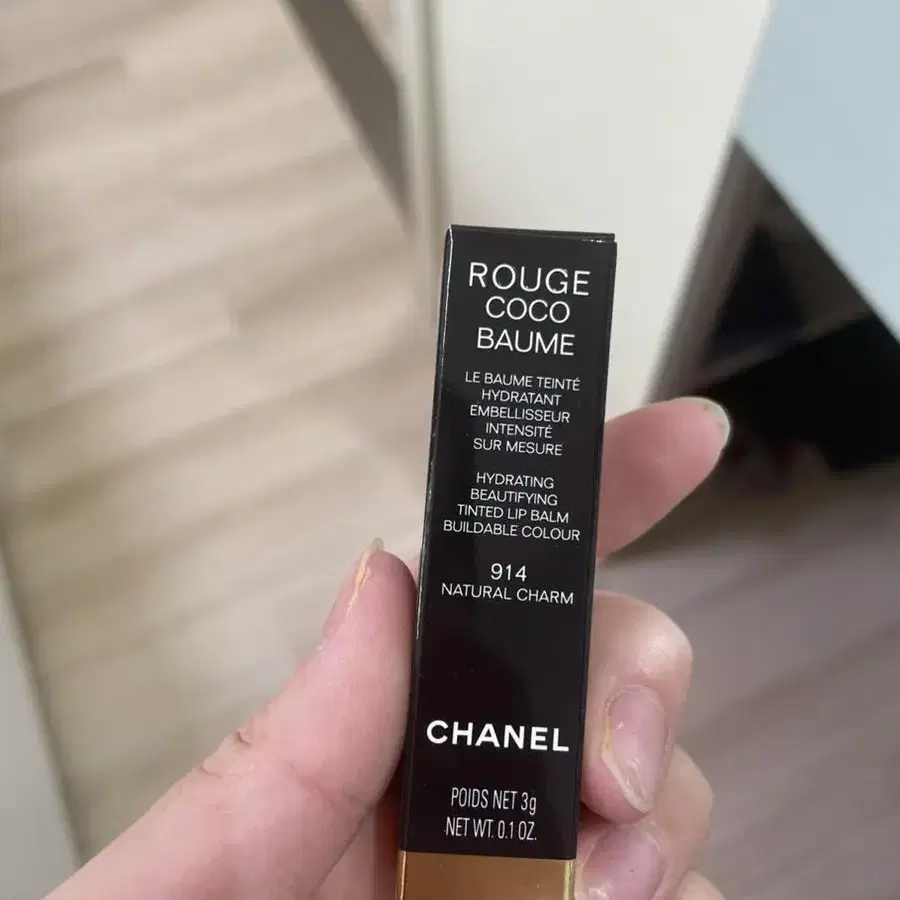 ROUGE
COCO
BAUME
LE BAUME TEINTÉ
HYDRATANT
EMBELLISSEUR
INTENSITÉ
SUR MESURE
HYDRATING
BEAUTIFYING
TINTED LIP BALM
BUILDABLE COLOUR
914
NATURAL CHARM
CHANEL
POIDS NET 3g
NET WT. 0.1 OZ.